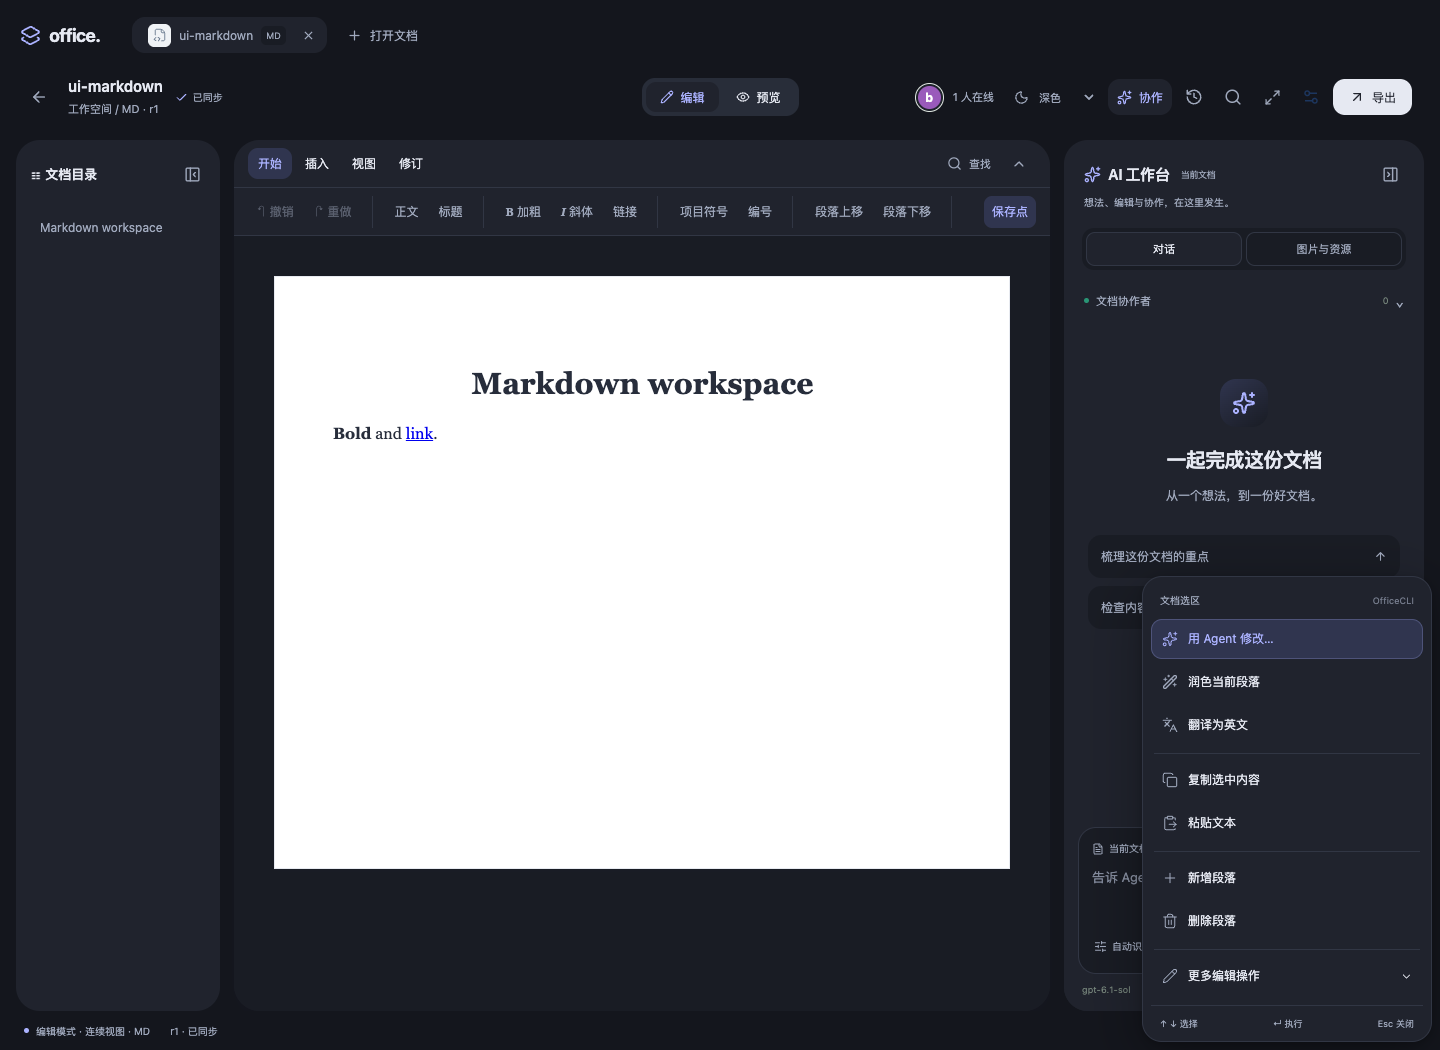 office.
ui-markdown MD
打开文档
ui-markdown
工作空间 / MD · r1
已同步
编辑
预览
b
1 人在线
深色
协作
导出
文档目录
Markdown workspace
开始 插入 视图 修订
查找
撤销 重做 正文 标题 B 加粗 I 斜体 链接 项目符号 编号 段落上移 段落下移 保存点
Markdown workspace
Bold and link.
AI 工作台 当前文档
想法、编辑与协作，在这里发生。
对话 图片与资源
文档协作者 0
一起完成这份文档
从一个想法，到一份好文档。
梳理这份文档的重点
检查内容
当前文档
告诉 Age
自动识
gpt-6.1-sol
文档选区 OfficeCLI
用 Agent 修改...
润色当前段落
翻译为英文
复制选中内容
粘贴文本
新增段落
删除段落
更多编辑操作
↑ ↓ 选择 ↵ 执行 Esc 关闭
编辑模式 · 连续视图 · MD r1 · 已同步